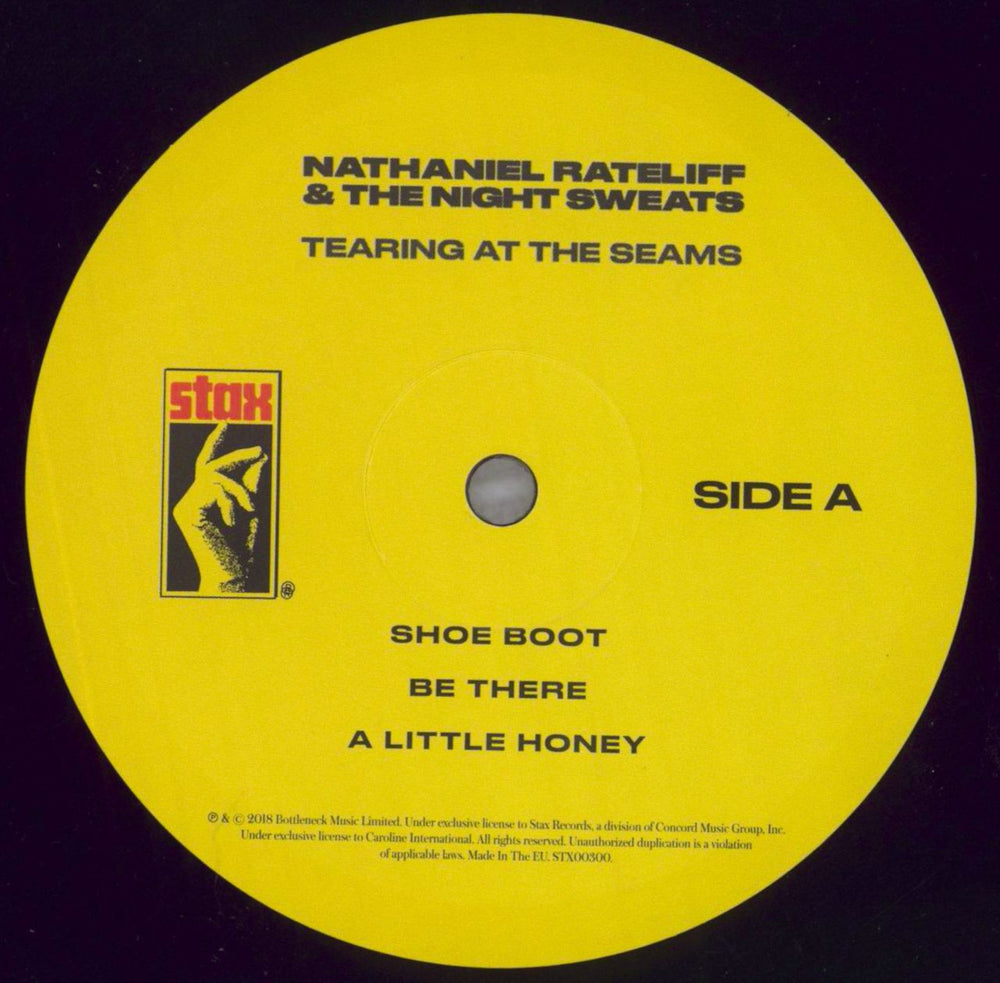 NATHANIEL RATELIFF
& THE NIGHT SWEATS
TEARING AT THE SEAMS
stax
®
SIDE A
SHOE BOOT
BE THERE
A LITTLE HONEY
℗ & © 2018 Bottleneck Music Limited. Under exclusive license to Stax Records, a division of Concord Music Group, Inc.
Under exclusive license to Caroline International. All rights reserved. Unauthorized duplication is a violation
of applicable laws. Made In The EU. STX00300.